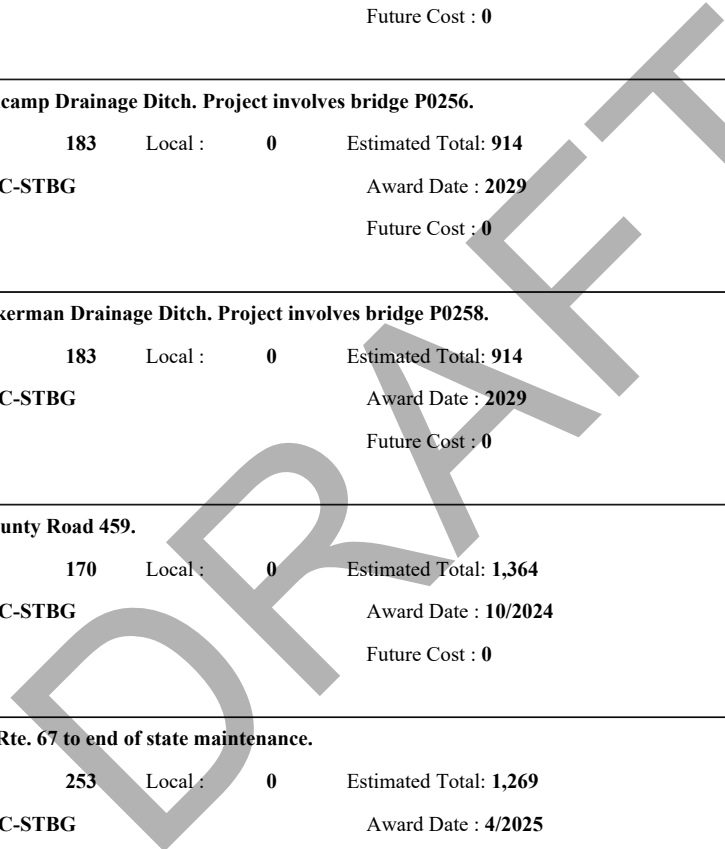 Future Cost : 0
camp Drainage Ditch. Project involves bridge P0256.
183 Local : 0 Estimated Total: 914
C-STBG Award Date : 2029
Future Cost : 0
kerman Drainage Ditch. Project involves bridge P0258.
183 Local : 0 Estimated Total: 914
C-STBG Award Date : 2029
Future Cost : 0
unty Road 459.
170 Local : 0 Estimated Total: 1,364
C-STBG Award Date : 10/2024
Future Cost : 0
Rte. 67 to end of state maintenance.
253 Local : 0 Estimated Total: 1,269
C-STBG Award Date : 4/2025
DRAFT